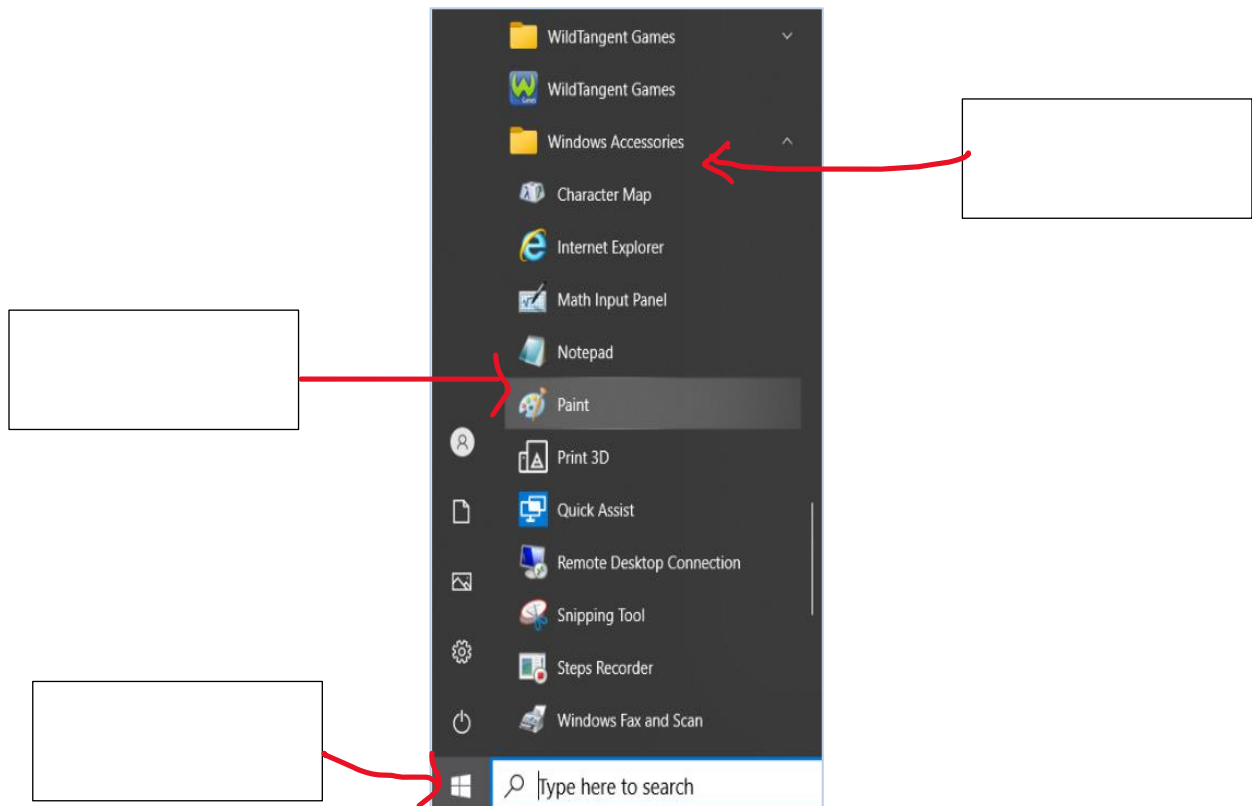 WildTangent Games
WildTangent Games
Windows Accessories
Character Map
Internet Explorer
Math Input Panel
Notepad
Paint
Print 3D
Quick Assist
Remote Desktop Connection
Snipping Tool
Steps Recorder
Windows Fax and Scan
Type here to search